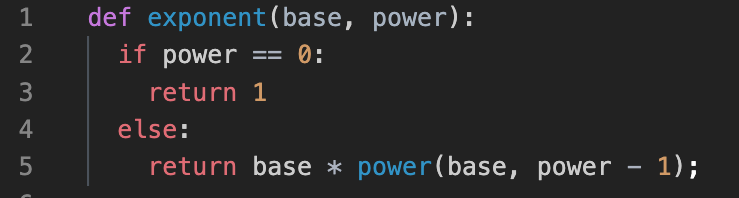 1 def exponent(base, power):
2 if power == 0:
3 return 1
4 else:
5 return base * power(base, power - 1);